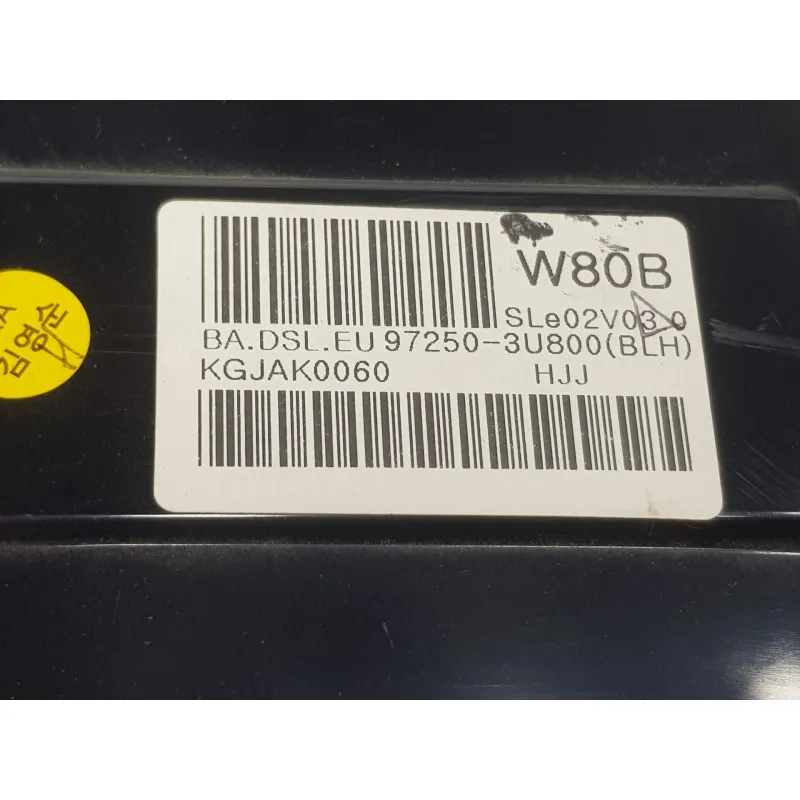 W80B
SLe02V03.0
BA.DSL.EU 97250-3U800(BLH)
KGJAK0060 HJJ